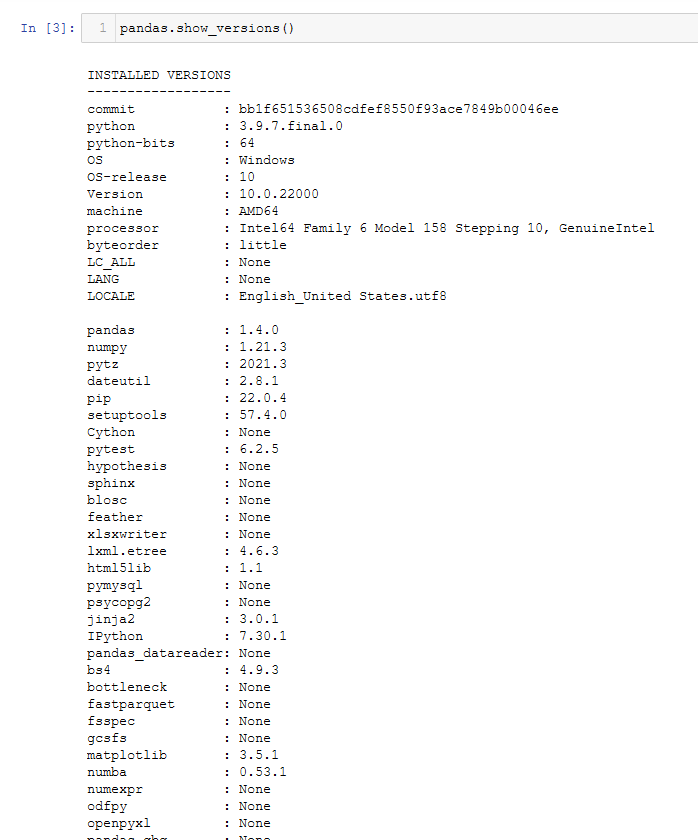 In [3]: 1 pandas.show_versions()
INSTALLED VERSIONS
------------------
commit : bb1f651536508cdfef8550f93ace7849b00046ee
python : 3.9.7.final.0
python-bits : 64
OS : Windows
OS-release : 10
Version : 10.0.22000
machine : AMD64
processor : Intel64 Family 6 Model 158 Stepping 10, GenuineIntel
byteorder : little
LC_ALL : None
LANG : None
LOCALE : English_United States.utf8
pandas : 1.4.0
numpy : 1.21.3
pytz : 2021.3
dateutil : 2.8.1
pip : 22.0.4
setuptools : 57.4.0
Cython : None
pytest : 6.2.5
hypothesis : None
sphinx : None
blosc : None
feather : None
xlsxwriter : None
lxml.etree : 4.6.3
html5lib : 1.1
pymysql : None
psycopg2 : None
jinja2 : 3.0.1
IPython : 7.30.1
pandas_datareader: None
bs4 : 4.9.3
bottleneck : None
fastparquet : None
fsspec : None
gcsfs : None
matplotlib : 3.5.1
numba : 0.53.1
numexpr : None
odfpy : None
openpyxl : None